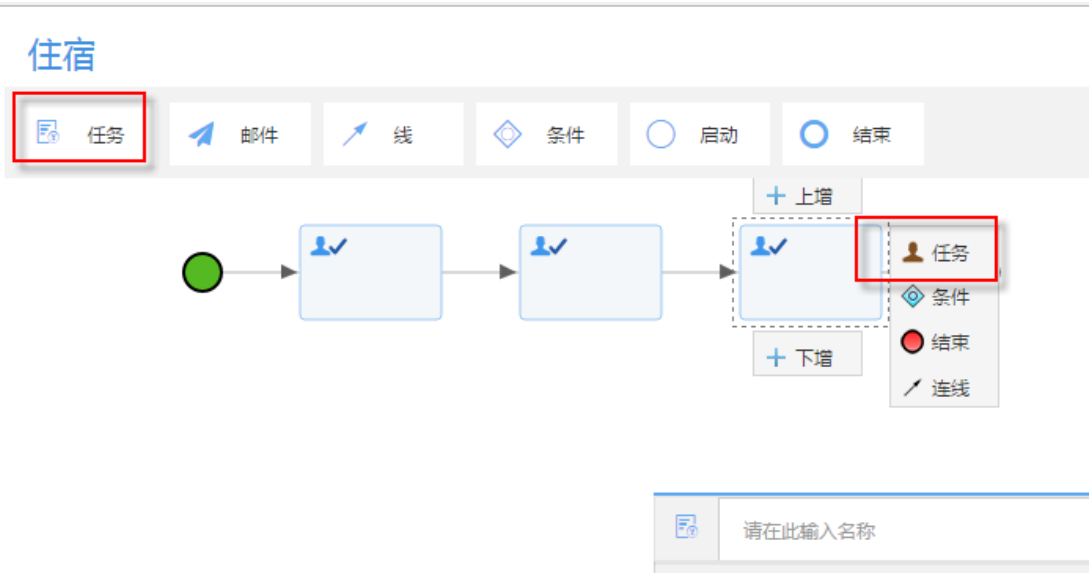 住宿
任务 邮件 线 条件 启动 结束
上增
任务
条件
结束
下增
连线
请在此输入名称